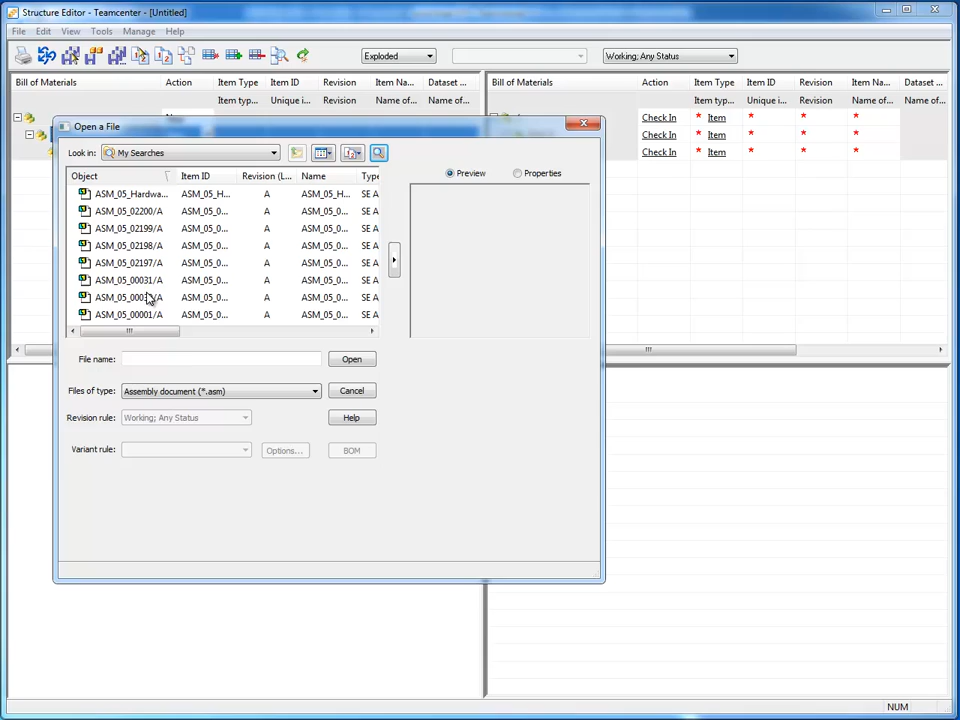 Structure Editor - Teamcenter - [Untitled]
File Edit View Tools Manage Help
Exploded Working; Any Status
Bill of Materials Action Item Type Item ID Revision Item Na... Dataset ... Bill of Materials Action Item Type Item ID Revision Item Na... Dataset ...
Item typ... Unique i... Revision Name of... Name of... Item typ... Unique i... Revision Name of... Name of...
Check In * Item * * *
Open a File
Check In * Item * * *
Look in: My Searches
Check In * Item * * *
Object Item ID Revision (I... Name Type
Preview Properties
ASM_05_Hardwa... ASM_05_H... A ASM_05_H... SE A
ASM_05_02200/A ASM_05_0... A ASM_05_0... SE A
ASM_05_02199/A ASM_05_0... A ASM_05_0... SE A
ASM_05_02198/A ASM_05_0... A ASM_05_0... SE A
ASM_05_02197/A ASM_05_0... A ASM_05_0... SE A
ASM_05_00031/A ASM_05_0... A ASM_05_0... SE A
ASM_05_0... A ASM_05_0... SE A
ASM_05_00001/A ASM_05_0... A ASM_05_0... SE A
File name: Open
Files of type: Assembly document (*.asm) Cancel
Revision rule: Working; Any Status Help
Variant rule: Options... BOM
NUM